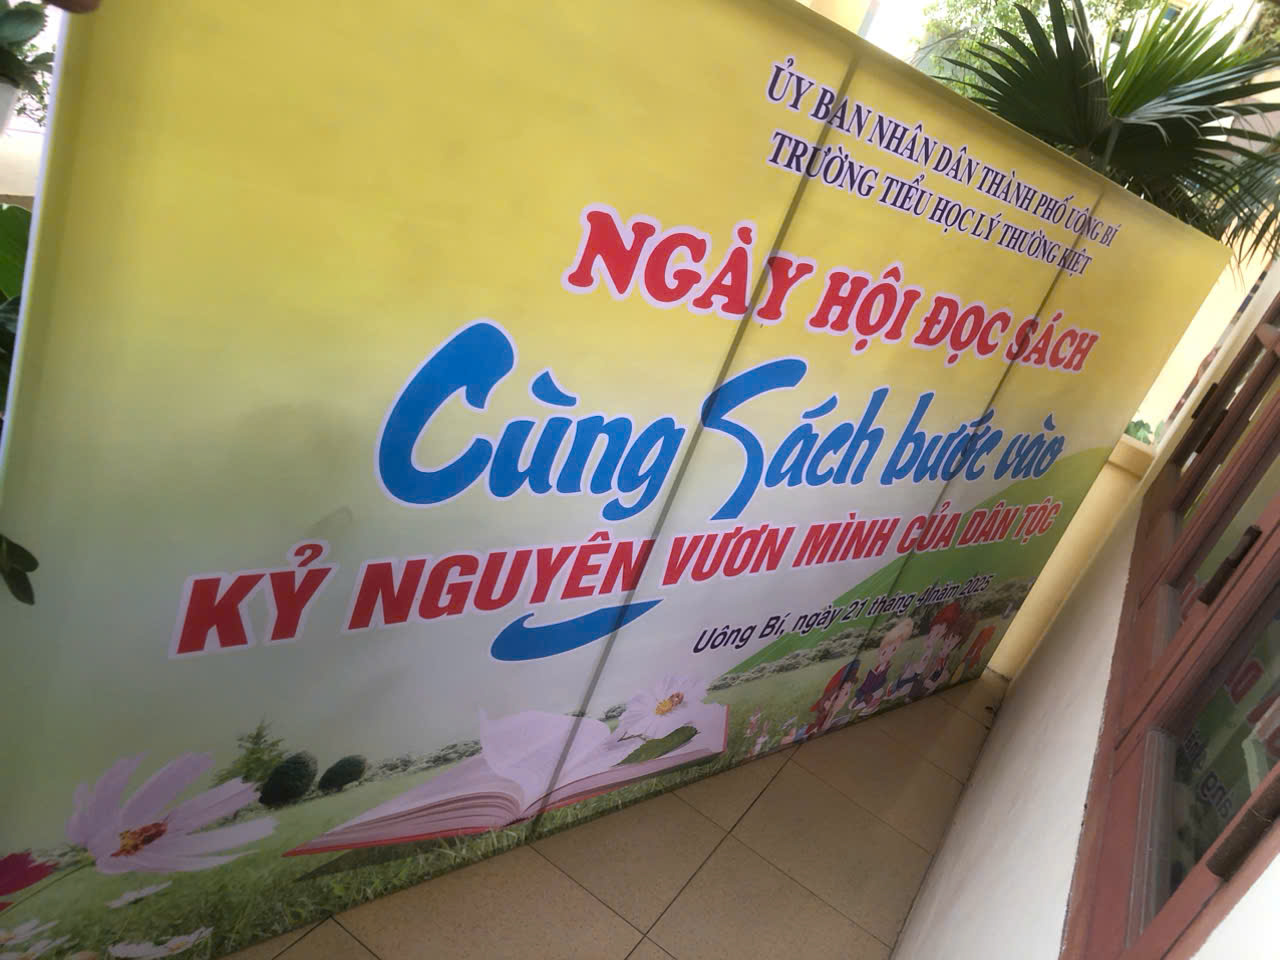 ỦY BAN NHÂN DÂN THÀNH PHỐ UÔNG BÍ
TRƯỜNG TIỂU HỌC LÝ THƯỜNG KIỆT
NGÀY HỘI ĐỌC SÁCH
Cùng Sách bước vào
KỶ NGUYÊN VƯƠN MÌNH CỦA DÂN TỘC
Uông Bí, ngày 21 tháng 4 năm 2025